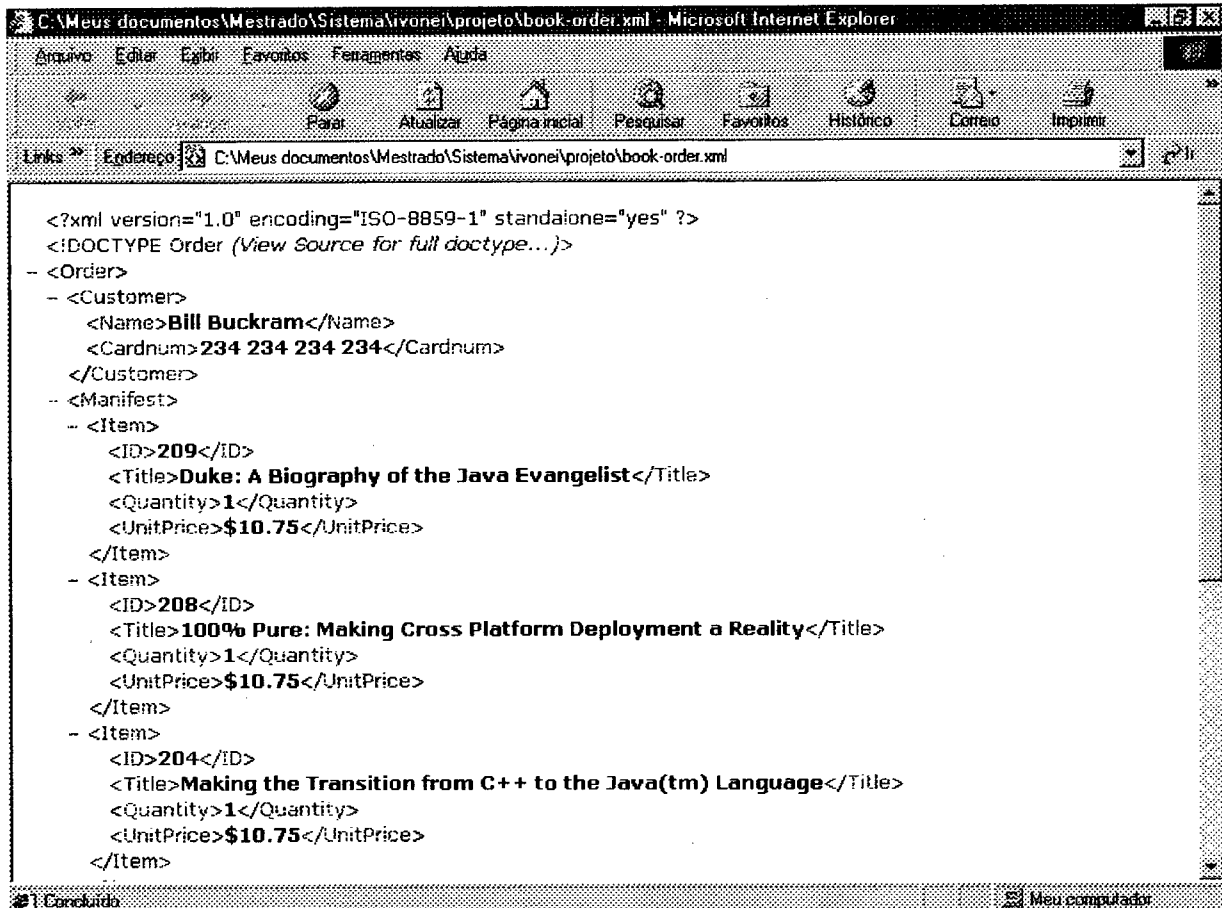 C:\Meus documentos\Mestrado\Sistema\ivonei\projeto\book-order.xml - Microsoft Internet Explorer
Arquivo Editar Exibir Favoritos Ferramentas Ajuda
Parar Atualizar Página inicial Pesquisar Favoritos Histórico Correio Imprimir
Links » Endereço C:\Meus documentos\Mestrado\Sistema\ivonei\projeto\book-order.xml Ir
<?xml version="1.0" encoding="ISO-8859-1" standalone="yes" ?>
<!DOCTYPE Order (View Source for full doctype...)>
- <Order>
- <Customer>
<Name>Bill Buckram</Name>
<Cardnum>234 234 234 234</Cardnum>
</Customer>
- <Manifest>
- <Item>
<ID>209</ID>
<Title>Duke: A Biography of the Java Evangelist</Title>
<Quantity>1</Quantity>
<UnitPrice>$10.75</UnitPrice>
</Item>
- <Item>
<ID>208</ID>
<Title>100% Pure: Making Cross Platform Deployment a Reality</Title>
<Quantity>1</Quantity>
<UnitPrice>$10.75</UnitPrice>
</Item>
- <Item>
<ID>204</ID>
<Title>Making the Transition from C++ to the Java(tm) Language</Title>
<Quantity>1</Quantity>
<UnitPrice>$10.75</UnitPrice>
</Item>
Concluído Meu computador